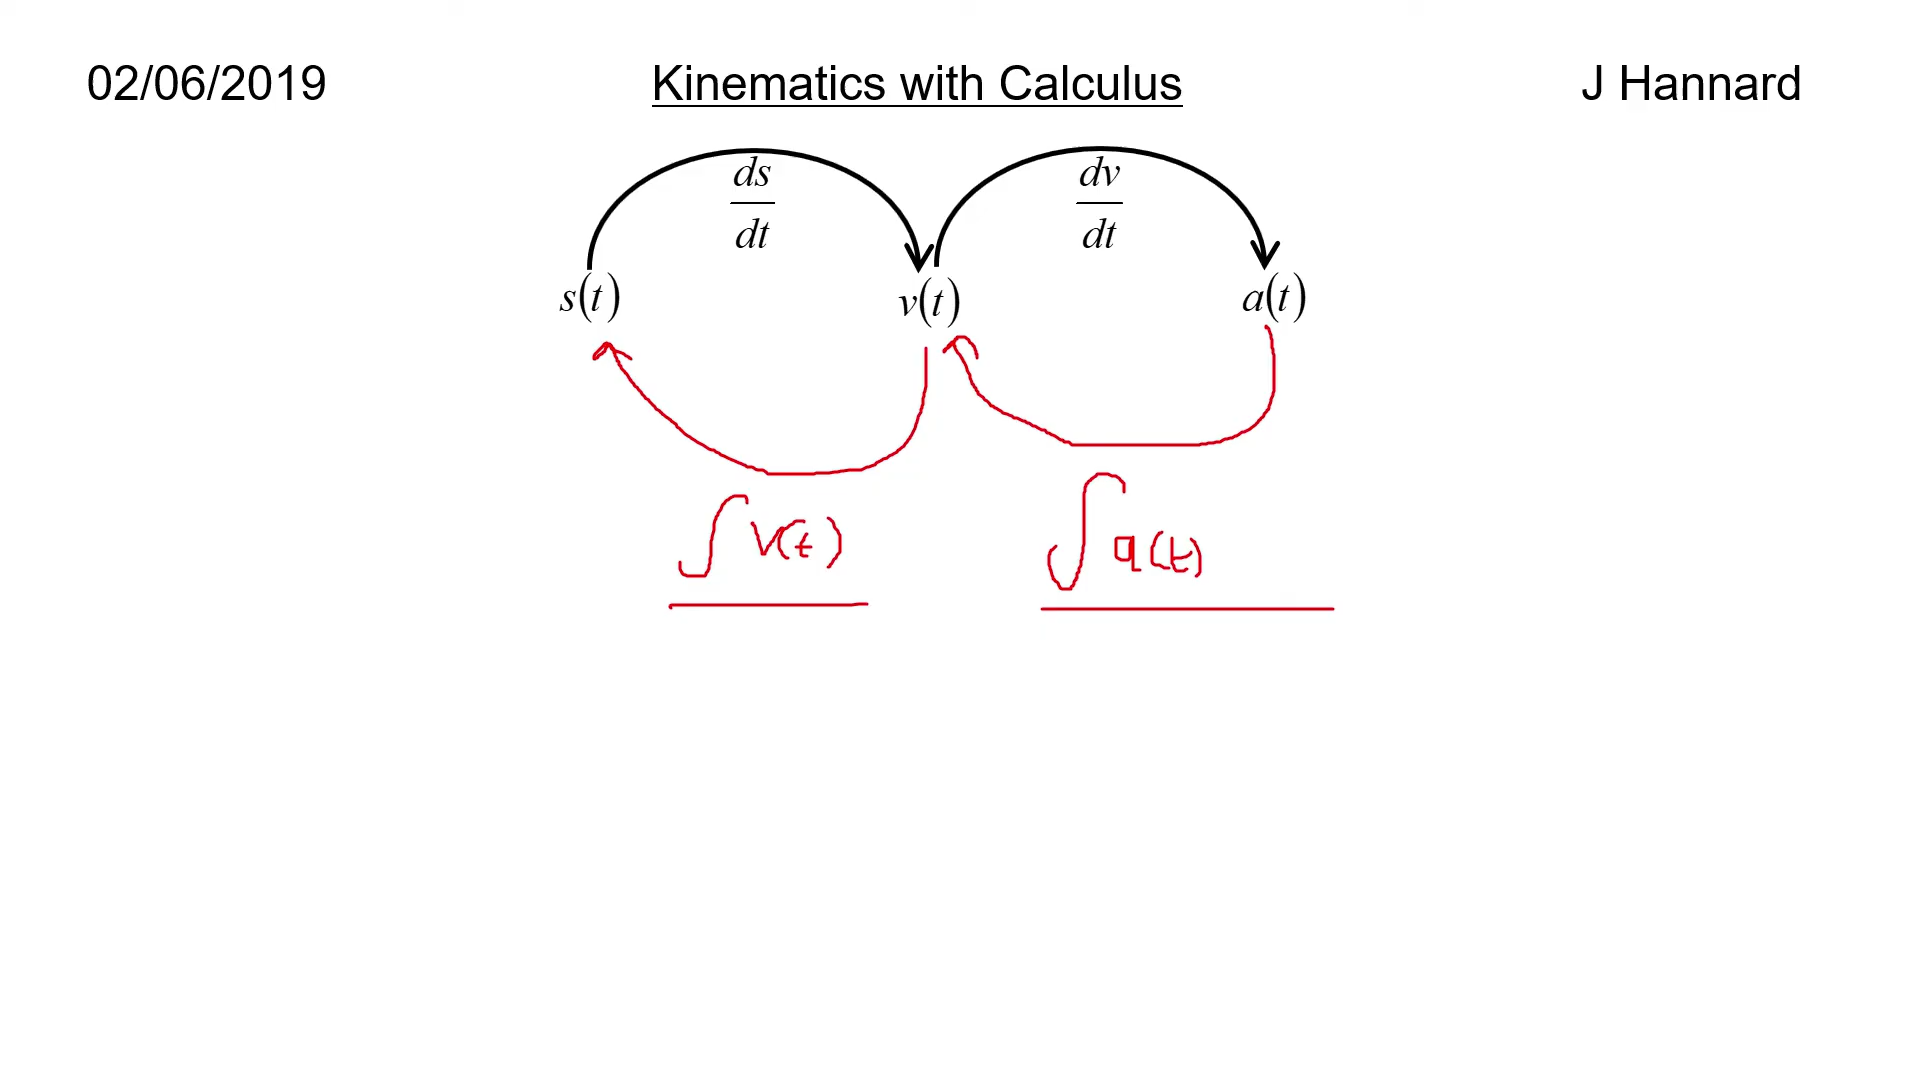 02/06/2019 Kinematics with Calculus J Hannard
ds/dt dv/dt
s(t) v(t) a(t)
∫ v(t) ∫ a(t)